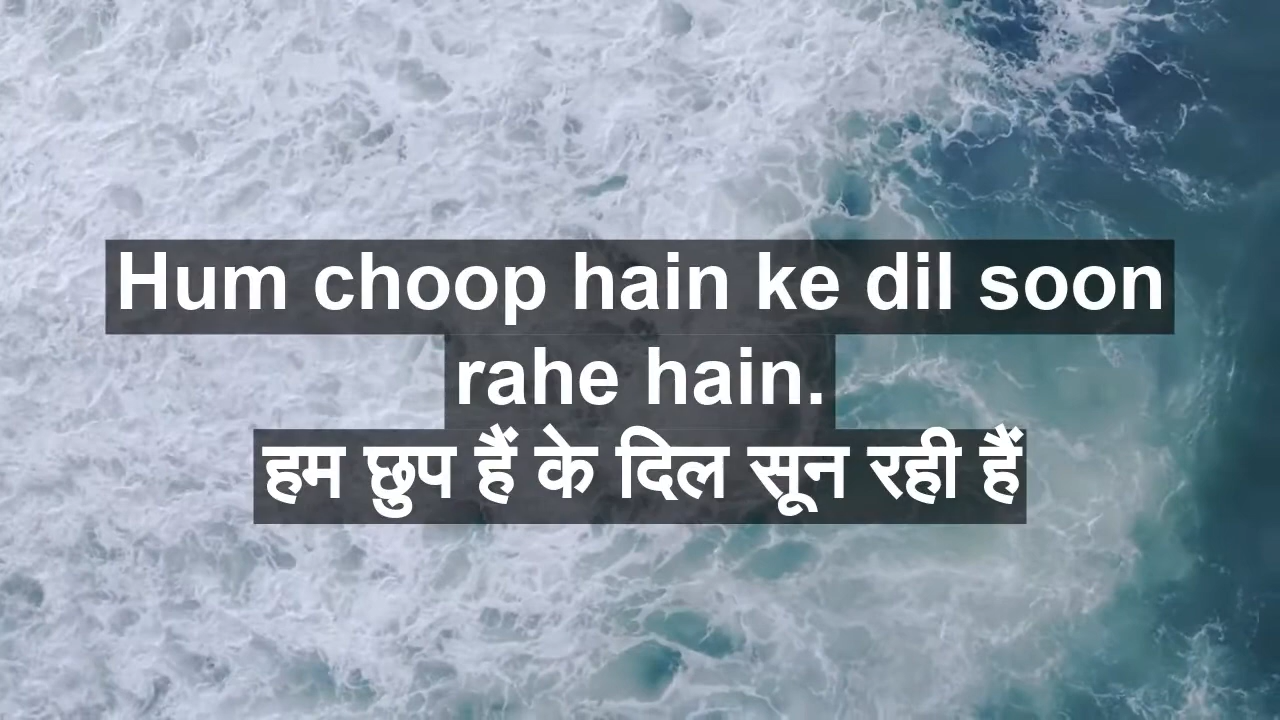 Hum choop hain ke dil soon
rahe hain.
हम छुप हैं के दिल सून रही हैं